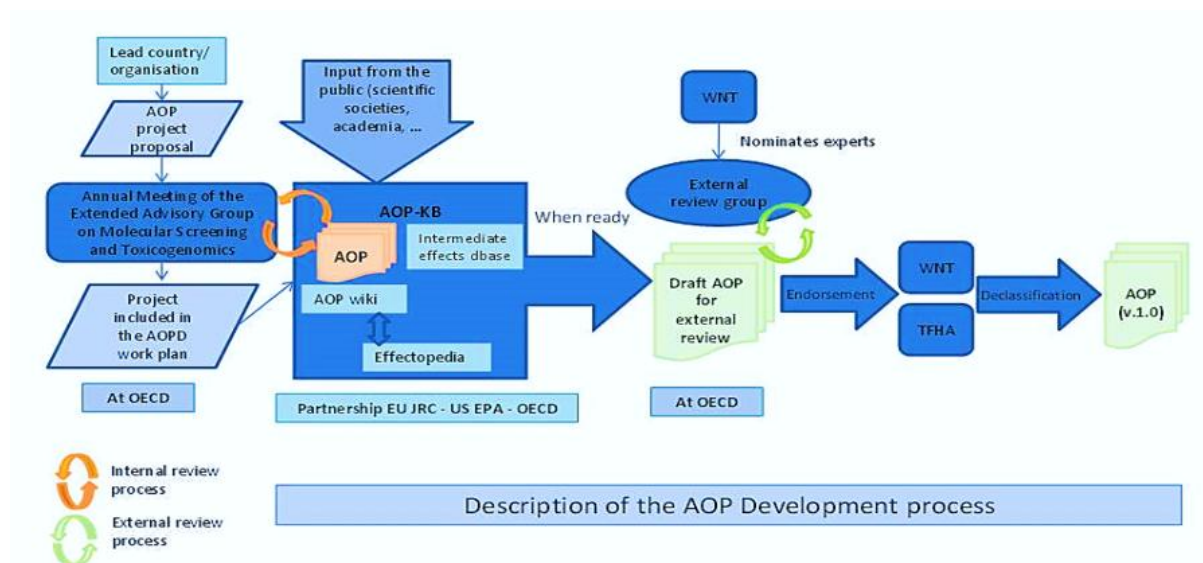 Lead country/
organisation
AOP
project
proposal
Annual Meeting of the
Extended Advisory Group
on Molecular Screening
and Toxicogenomics
Project
included in
the AOPD
work plan
At OECD
Input from the
public (scientific
societies,
academia, ...
AOP-KB
AOP
Intermediate
effects dbase
AOP wiki
Effectopedia
Partnership EU JRC - US EPA - OECD
When ready
WNT
Nominates experts
External
review group
Draft AOP
for
external
review
At OECD
Endorsement
WNT
TFHA
Declassification
AOP
(v.1.0)
Internal review
process
External review
process
Description of the AOP Development process